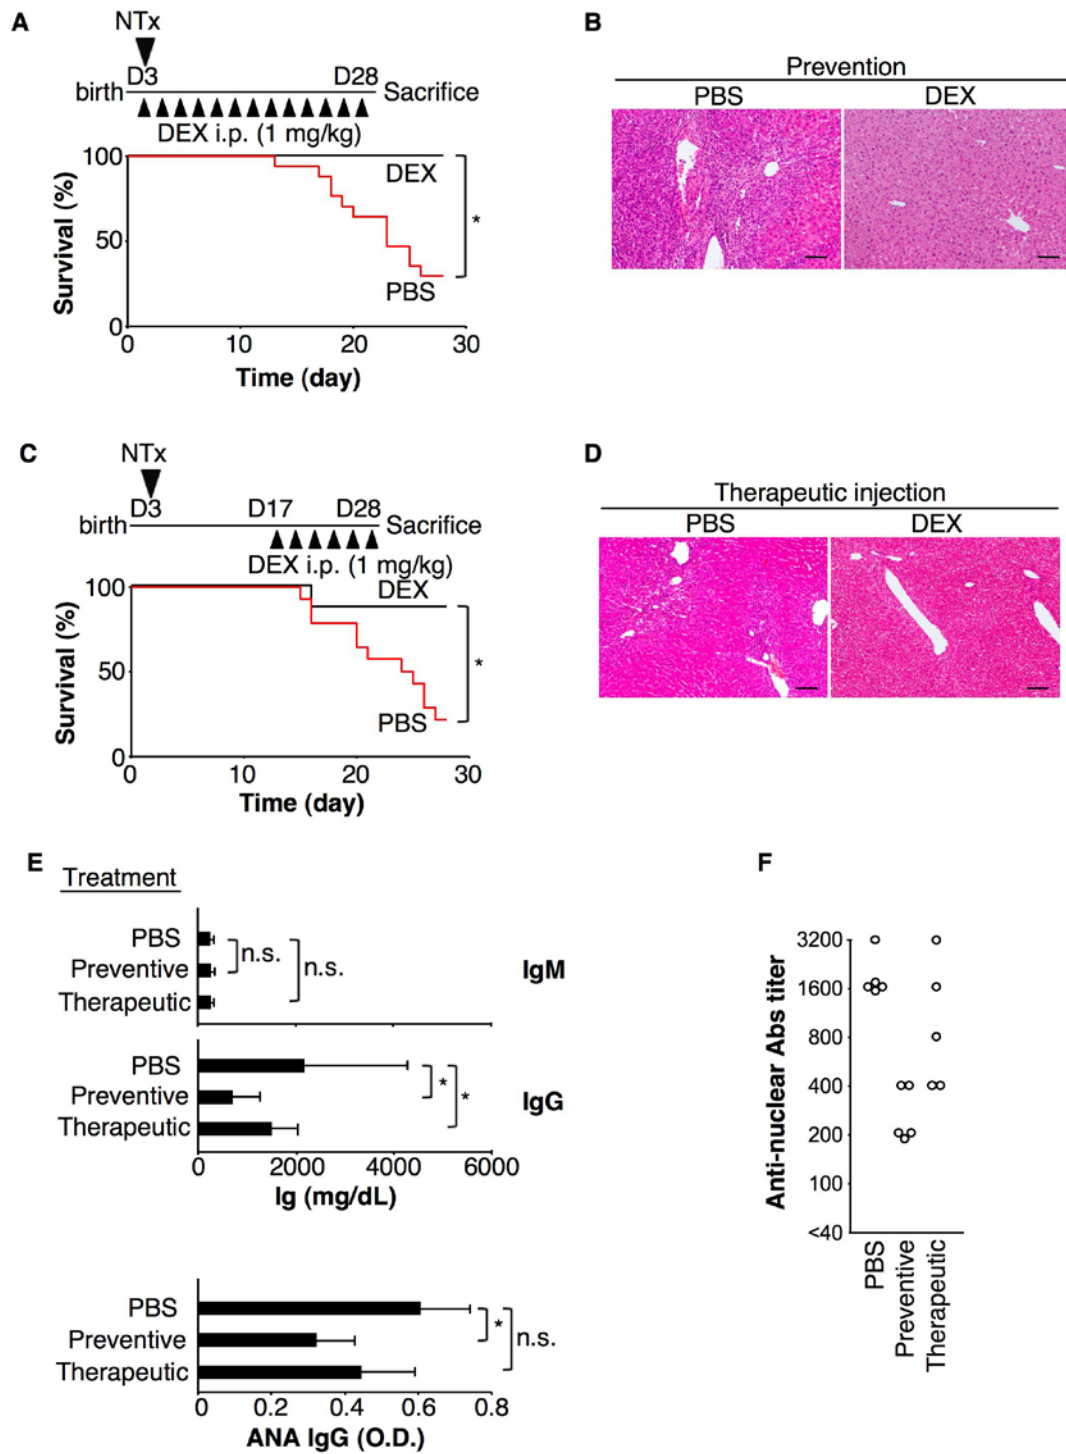 A
NTx
D3 D28
birth Sacrifice
DEX i.p. (1 mg/kg)
100
50
0
Survival (%)
DEX
*
PBS
0 10 20 30
Time (day)
B
Prevention
PBS DEX
C
NTx
D3 D17 D28
birth Sacrifice
DEX i.p. (1 mg/kg)
100
50
0
Survival (%)
DEX
*
PBS
0 10 20 30
Time (day)
D
Therapeutic injection
PBS DEX
E
Treatment
PBS
Preventive
Therapeutic
n.s.
n.s.
IgM
PBS
Preventive
Therapeutic
*
*
IgG
0 2000 4000 6000
Ig (mg/dL)
PBS
Preventive
Therapeutic
*
n.s.
0 0.2 0.4 0.6 0.8
ANA IgG (O.D.)
F
Anti-nuclear Abs titer
3200
1600
800
400
200
100
<40
PBS
Preventive
Therapeutic